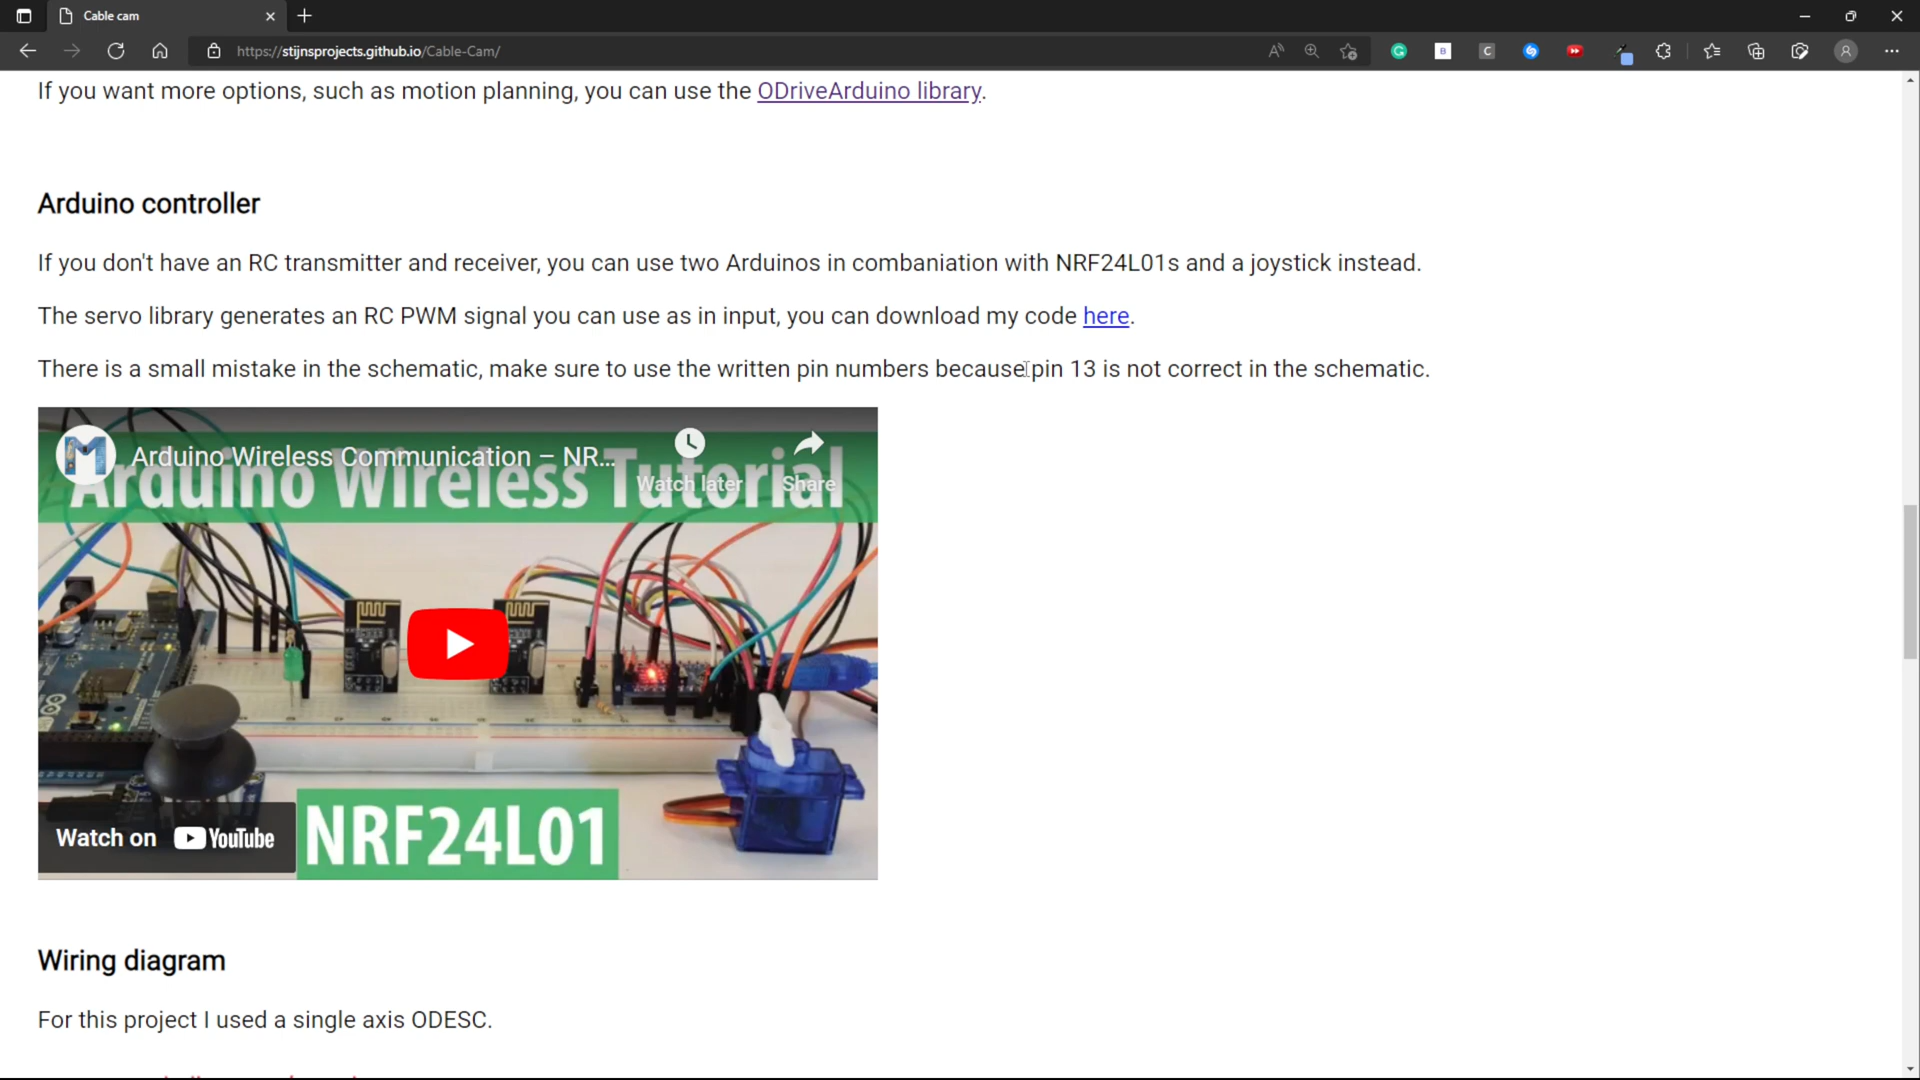 Cable cam
https://stijnsprojects.github.io/Cable-Cam/
If you want more options, such as motion planning, you can use the ODriveArduino library.
Arduino controller
If you don't have an RC transmitter and receiver, you can use two Arduinos in combaniation with NRF24L01s and a joystick instead.
The servo library generates an RC PWM signal you can use as in input, you can download my code here.
There is a small mistake in the schematic, make sure to use the written pin numbers because pin 13 is not correct in the schematic.
Arduino Wireless Communication – NR...
Arduino Wireless Tutorial
Watch later
Share
Watch on YouTube
NRF24L01
Wiring diagram
For this project I used a single axis ODESC.